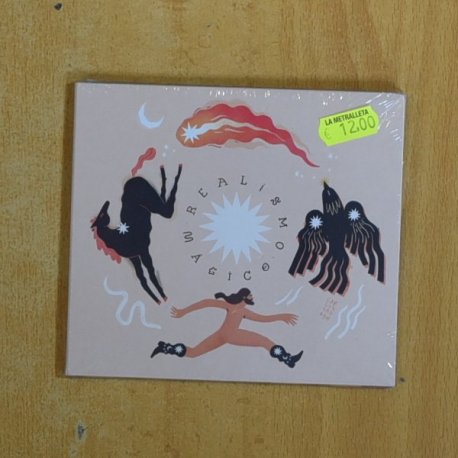 LA METRALLETA
€ 12.00
REALiSMO
MAGICO